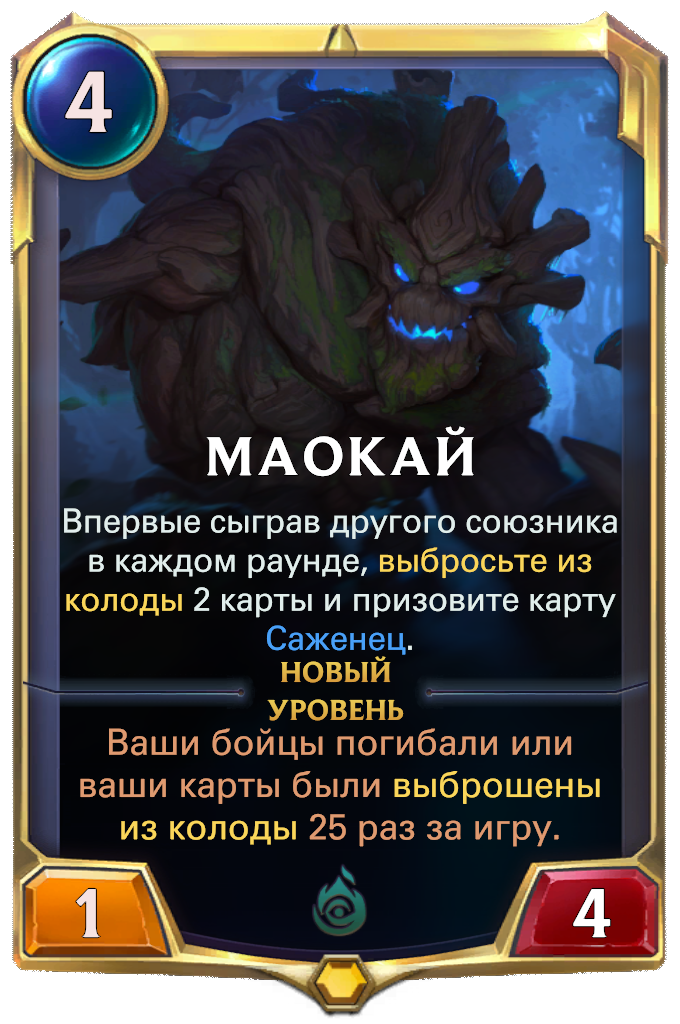 4
МАОКАЙ
Впервые сыграв другого союзника
в каждом раунде, выбросьте из
колоды 2 карты и призовите карту
Саженец.
НОВЫЙ
УРОВЕНЬ
Ваши бойцы погибали или
ваши карты были выброшены
из колоды 25 раз за игру.
1
4